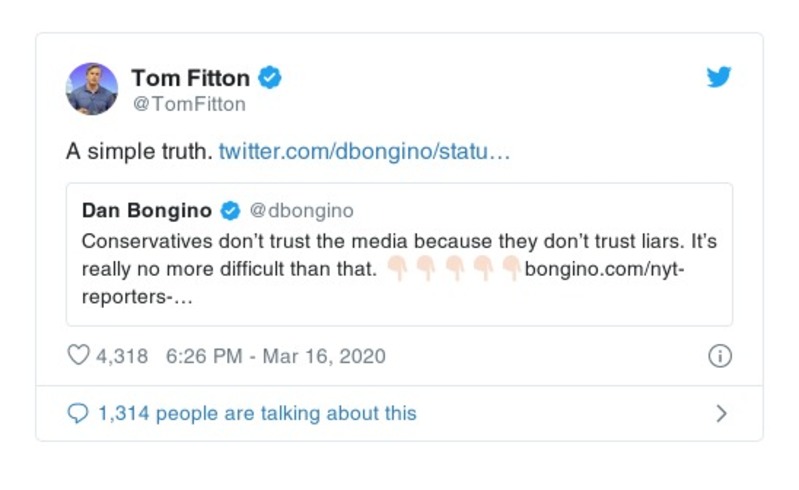 Tom Fitton
@TomFitton
A simple truth. twitter.com/dbongino/statu…
Dan Bongino @dbongino
Conservatives don’t trust the media because they don’t trust liars. It’s
really no more difficult than that. 👇🏻👇🏻👇🏻👇🏻👇🏻bongino.com/nyt-
reporters-…
4,318 6:26 PM - Mar 16, 2020
1,314 people are talking about this